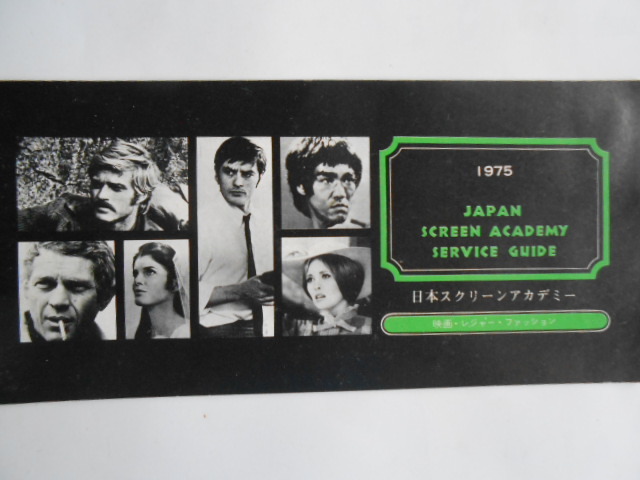 1975
JAPAN
SCREEN ACADEMY
SERVICE GUIDE
日本スクリーンアカデミー
映画・レジャー・ファッション